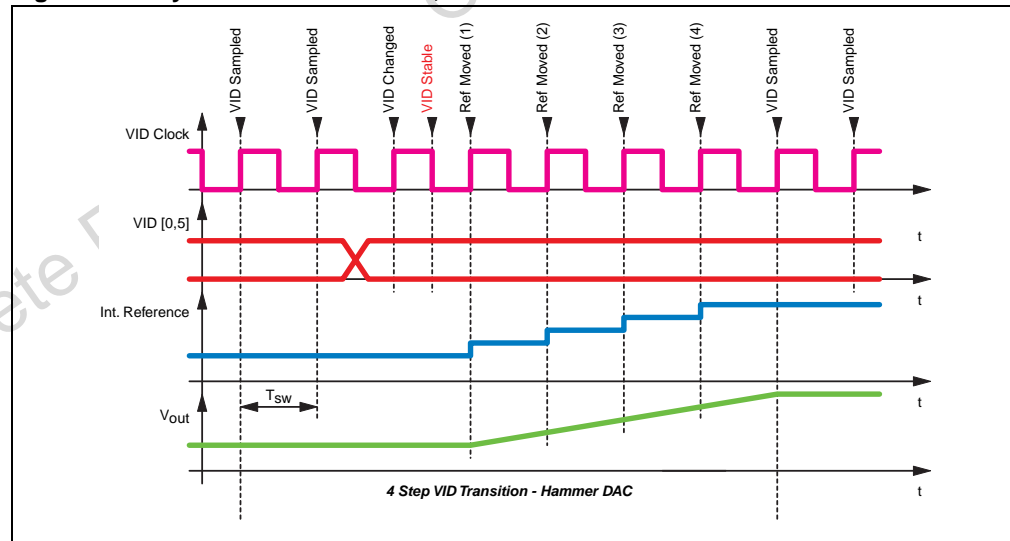 VID Sampled
VID Sampled
VID Changed
VID Stable
Ref Moved (1)
Ref Moved (2)
Ref Moved (3)
Ref Moved (4)
VID Sampled
VID Sampled
VID Clock
t
VID [0,5]
t
Int. Reference
t
Tsw
Vout
t
4 Step VID Transition - Hammer DAC